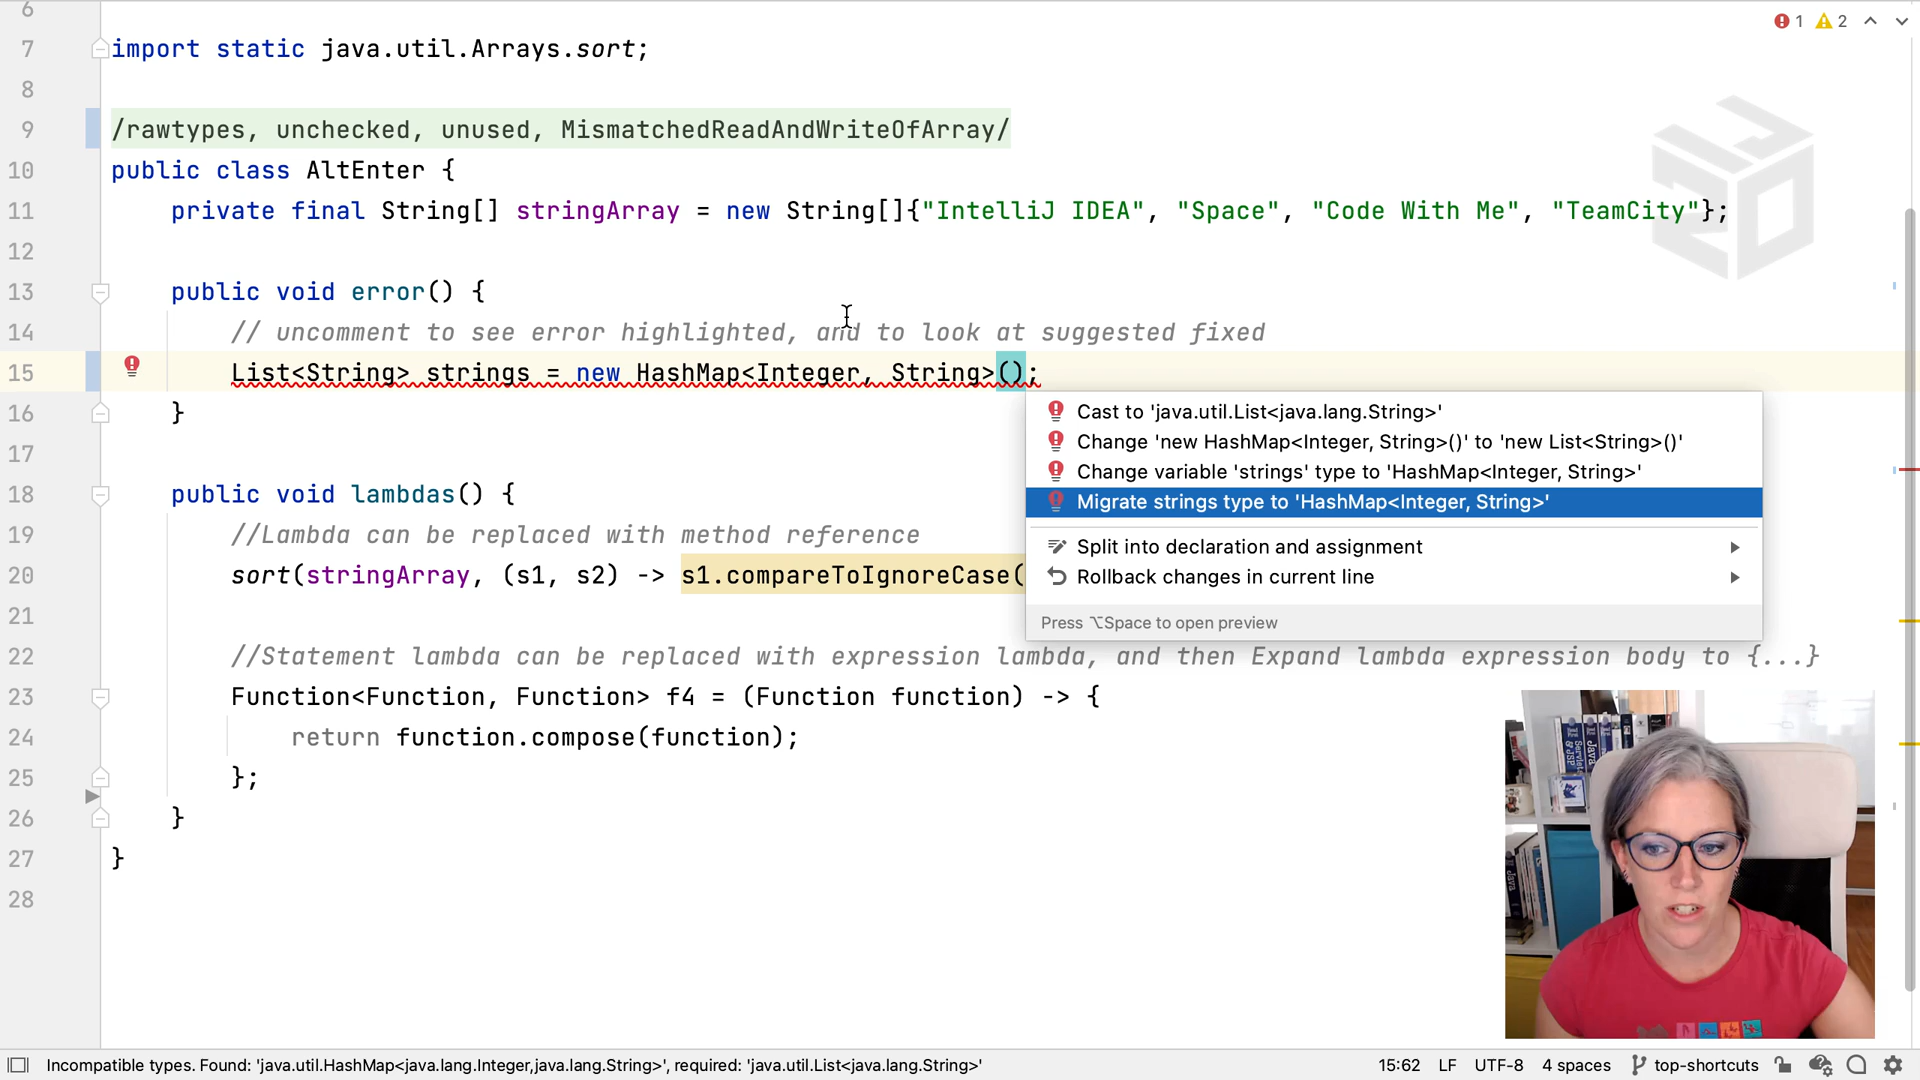 1 2
6
7 import static java.util.Arrays.sort;
8
9 /rawtypes, unchecked, unused, MismatchedReadAndWriteOfArray/
10 public class AltEnter {
11 private final String[] stringArray = new String[]{"IntelliJ IDEA", "Space", "Code With Me", "TeamCity"};
12
13 public void error() {
14 // uncomment to see error highlighted, and to look at suggested fixed
15 List<String> strings = new HashMap<Integer, String>();
16 }
Cast to 'java.util.List<java.lang.String>'
Change 'new HashMap<Integer, String>()' to 'new List<String>()'
Change variable 'strings' type to 'HashMap<Integer, String>'
Migrate strings type to 'HashMap<Integer, String>'
Split into declaration and assignment
Rollback changes in current line
Press ⌥Space to open preview
17
18 public void lambdas() {
19 //Lambda can be replaced with method reference
20 sort(stringArray, (s1, s2) -> s1.compareToIgnoreCase(
21
22 //Statement lambda can be replaced with expression lambda, and then Expand lambda expression body to {...}
23 Function<Function, Function> f4 = (Function function) -> {
24 return function.compose(function);
25 };
26 }
27 }
28
Incompatible types. Found: 'java.util.HashMap<java.lang.Integer,java.lang.String>', required: 'java.util.List<java.lang.String>'
15:62 LF UTF-8 4 spaces top-shortcuts